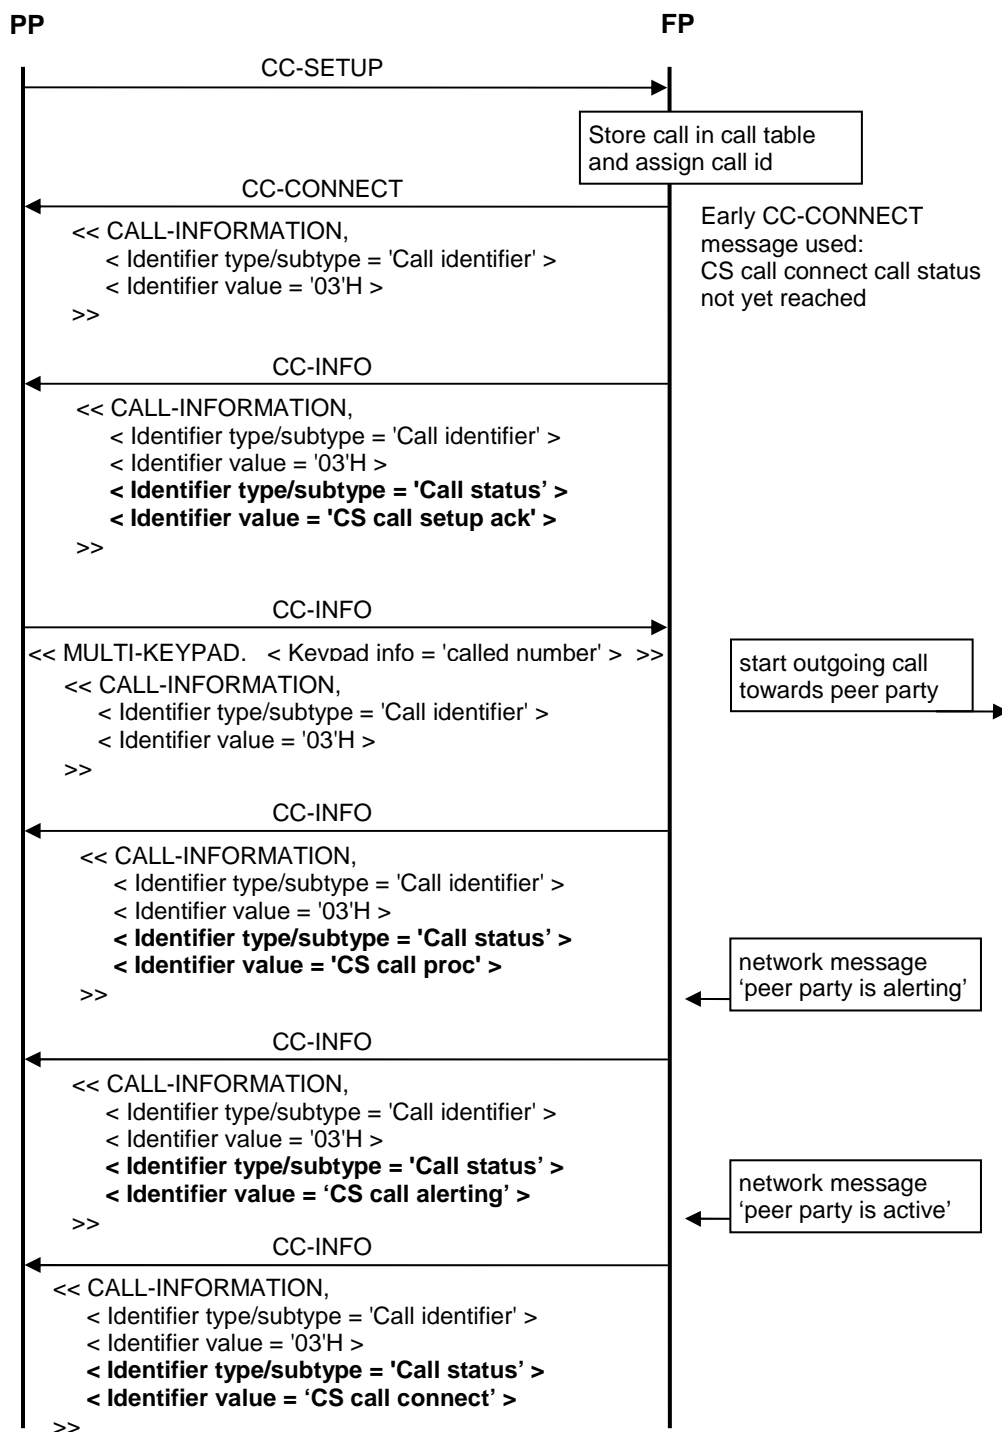 PP
FP
CC-SETUP
Store call in call table
and assign call id
CC-CONNECT
<< CALL-INFORMATION,
< Identifier type/subtype = 'Call identifier' >
< Identifier value = '03'H >
>>
Early CC-CONNECT
message used:
CS call connect call status
not yet reached
CC-INFO
<< CALL-INFORMATION,
< Identifier type/subtype = 'Call identifier' >
< Identifier value = '03'H >
< Identifier type/subtype = 'Call status’ >
< Identifier value = 'CS call setup ack' >
>>
CC-INFO
<< MULTI-KEYPAD, < Keypad info = 'called number' > >>
<< CALL-INFORMATION,
< Identifier type/subtype = 'Call identifier' >
< Identifier value = '03'H >
>>
start outgoing call
towards peer party
CC-INFO
<< CALL-INFORMATION,
< Identifier type/subtype = 'Call identifier' >
< Identifier value = '03'H >
< Identifier type/subtype = 'Call status’ >
< Identifier value = 'CS call proc' >
>>
network message
‘peer party is alerting’
CC-INFO
<< CALL-INFORMATION,
< Identifier type/subtype = 'Call identifier' >
< Identifier value = '03'H >
< Identifier type/subtype = 'Call status’ >
< Identifier value = ‘CS call alerting’ >
>>
network message
‘peer party is active’
CC-INFO
<< CALL-INFORMATION,
< Identifier type/subtype = 'Call identifier' >
< Identifier value = '03'H >
< Identifier type/subtype = 'Call status’ >
< Identifier value = ‘CS call connect’ >
>>